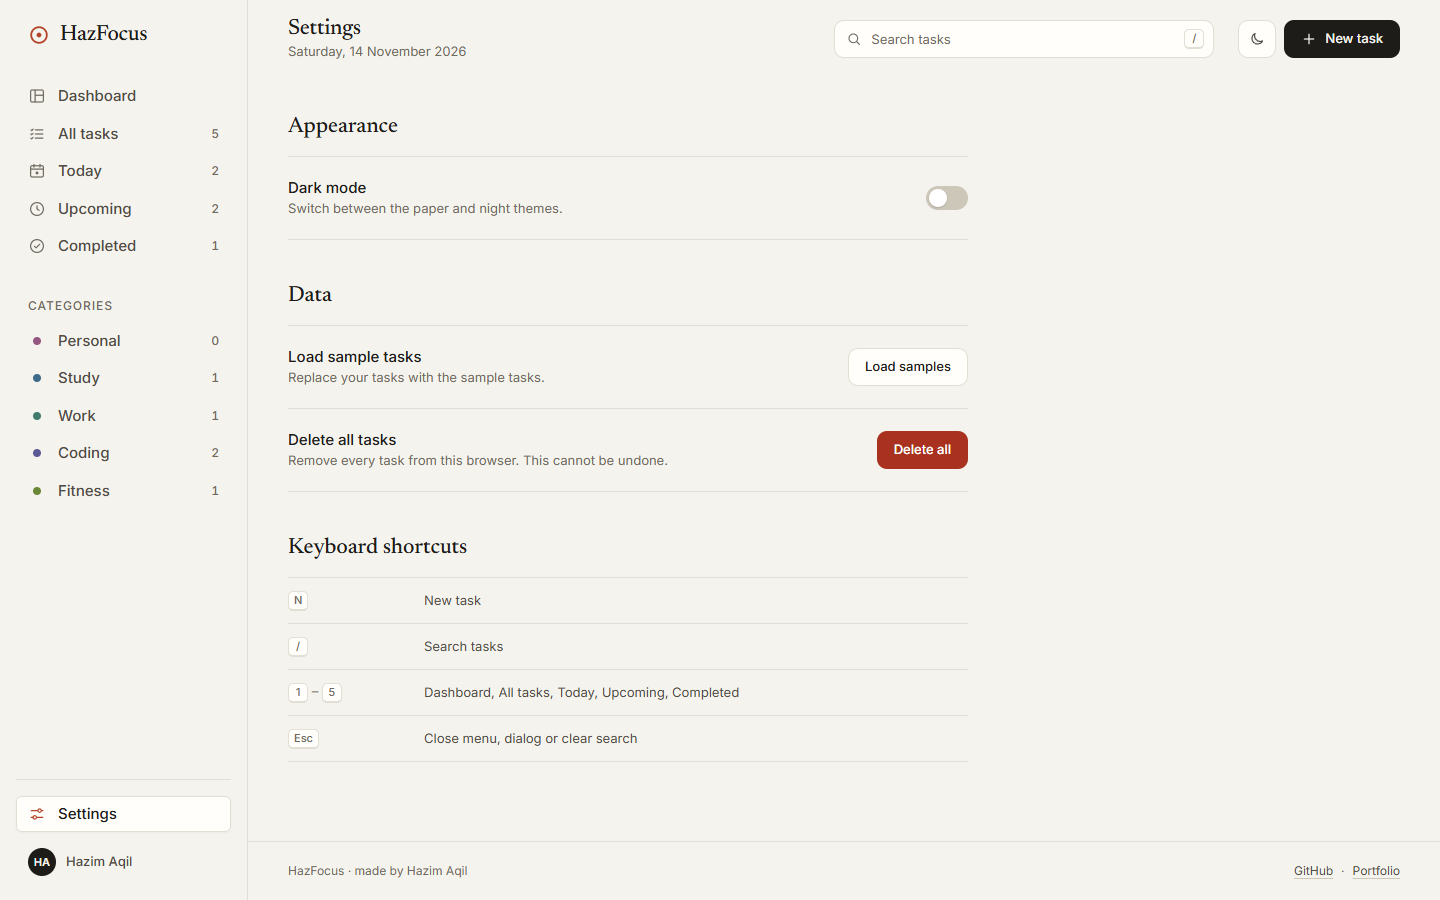 HazFocus
Dashboard
All tasks 5
Today 2
Upcoming 2
Completed 1
CATEGORIES
Personal 0
Study 1
Work 1
Coding 2
Fitness 1
Settings
HA Hazim Aqil
Settings
Saturday, 14 November 2026
Search tasks /
New task
Appearance
Dark mode
Switch between the paper and night themes.
Data
Load sample tasks
Replace your tasks with the sample tasks.
Load samples
Delete all tasks
Remove every task from this browser. This cannot be undone.
Delete all
Keyboard shortcuts
N New task
/ Search tasks
1 – 5 Dashboard, All tasks, Today, Upcoming, Completed
Esc Close menu, dialog or clear search
HazFocus · made by Hazim Aqil
GitHub · Portfolio